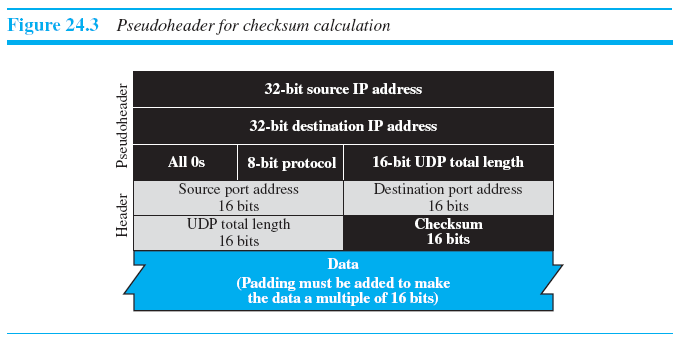 Figure 24.3 Pseudoheader for checksum calculation
Pseudoheader
32-bit source IP address
32-bit destination IP address
All 0s
8-bit protocol
16-bit UDP total length
Header
Source port address
16 bits
Destination port address
16 bits
UDP total length
16 bits
Checksum
16 bits
Data
(Padding must be added to make
the data a multiple of 16 bits)